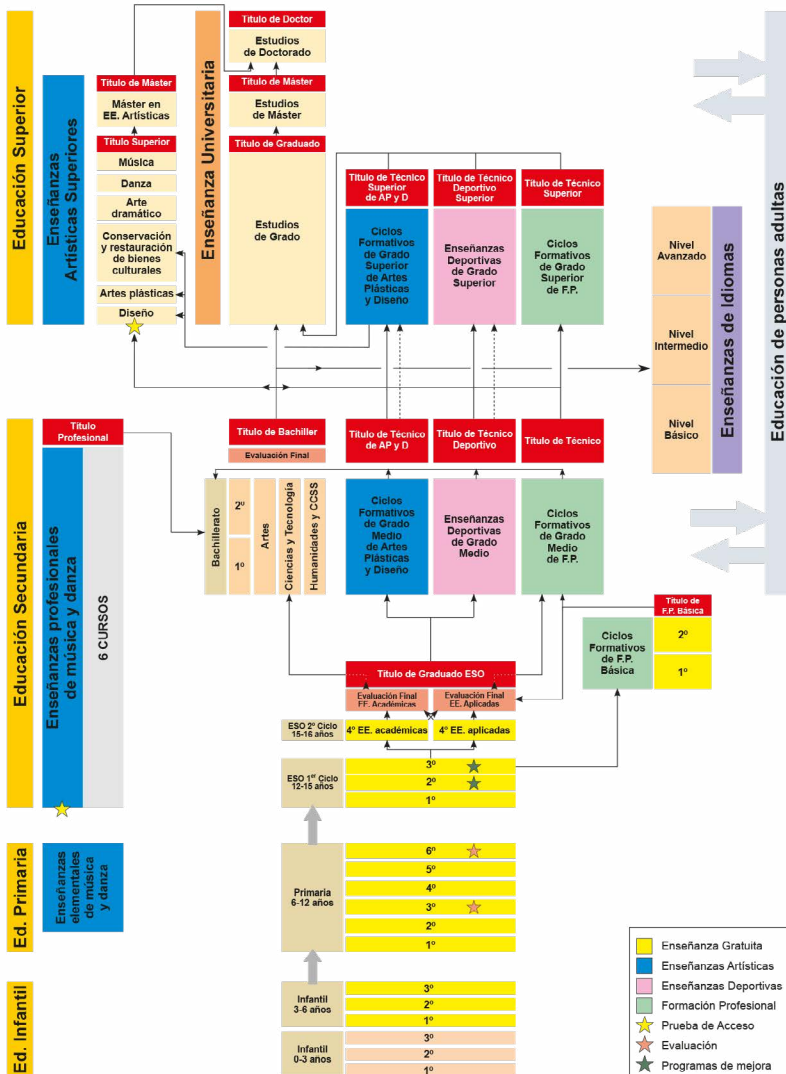 Educación Superior
Enseñanzas
Artísticas Superiores
Título de Máster
Máster en
EE. Artísticas
Título Superior
Música
Danza
Arte
dramático
Conservación
y restauración
de bienes
culturales
Artes plásticas
Diseño
Enseñanza Universitaria
Título de Doctor
Estudios
de Doctorado
Título de Máster
Estudios
de Máster
Título de Graduado
Estudios
de Grado
Título de Técnico
Superior
de AP y D
Ciclos
Formativos
de Grado
Superior
de Artes
Plásticas
y Diseño
Título de Técnico
Deportivo
Superior
Enseñanzas
Deportivas
de Grado
Superior
Título de Técnico
Superior
Ciclos
Formativos
de Grado
Superior
de F.P.
Nivel
Avanzado
Nivel
Intermedio
Nivel
Básico
Enseñanzas de Idiomas
Educación de personas adultas
Educación Secundaria
Título
Profesional
Enseñanzas profesionales
de música y danza
6 CURSOS
Título de Bachiller
Evaluación Final
Bachillerato
2º
1º
Artes
Ciencias y Tecnología
Humanidades y CCSS
Título de Técnico
de AP y D
Ciclos
Formativos
de Grado
Medio
de Artes
Plásticas
y Diseño
Título de Técnico
Deportivo
Enseñanzas
Deportivas
de Grado
Medio
Título de Técnico
Ciclos
Formativos
de Grado
Medio
de F.P.
Título de
F.P. Básica
Ciclos
Formativos
de F.P.
Básica
2º
1º
Título de Graduado ESO
Evaluación Final
EE. Académicas
Evaluación Final
EE. Aplicadas
ESO 2º Ciclo
15-16 años
4º EE. académicas
4º EE. aplicadas
ESO 1er Ciclo
12-15 años
3º
2º
1º
Ed. Primaria
Enseñanzas
elementales
de música
y danza
Primaria
6-12 años
6º
5º
4º
3º
2º
1º
Ed. Infantil
Infantil
3-6 años
3º
2º
1º
Infantil
0-3 años
3º
2º
1º
Enseñanza Gratuita
Enseñanzas Artísticas
Enseñanzas Deportivas
Formación Profesional
Prueba de Acceso
Evaluación
Programas de mejora